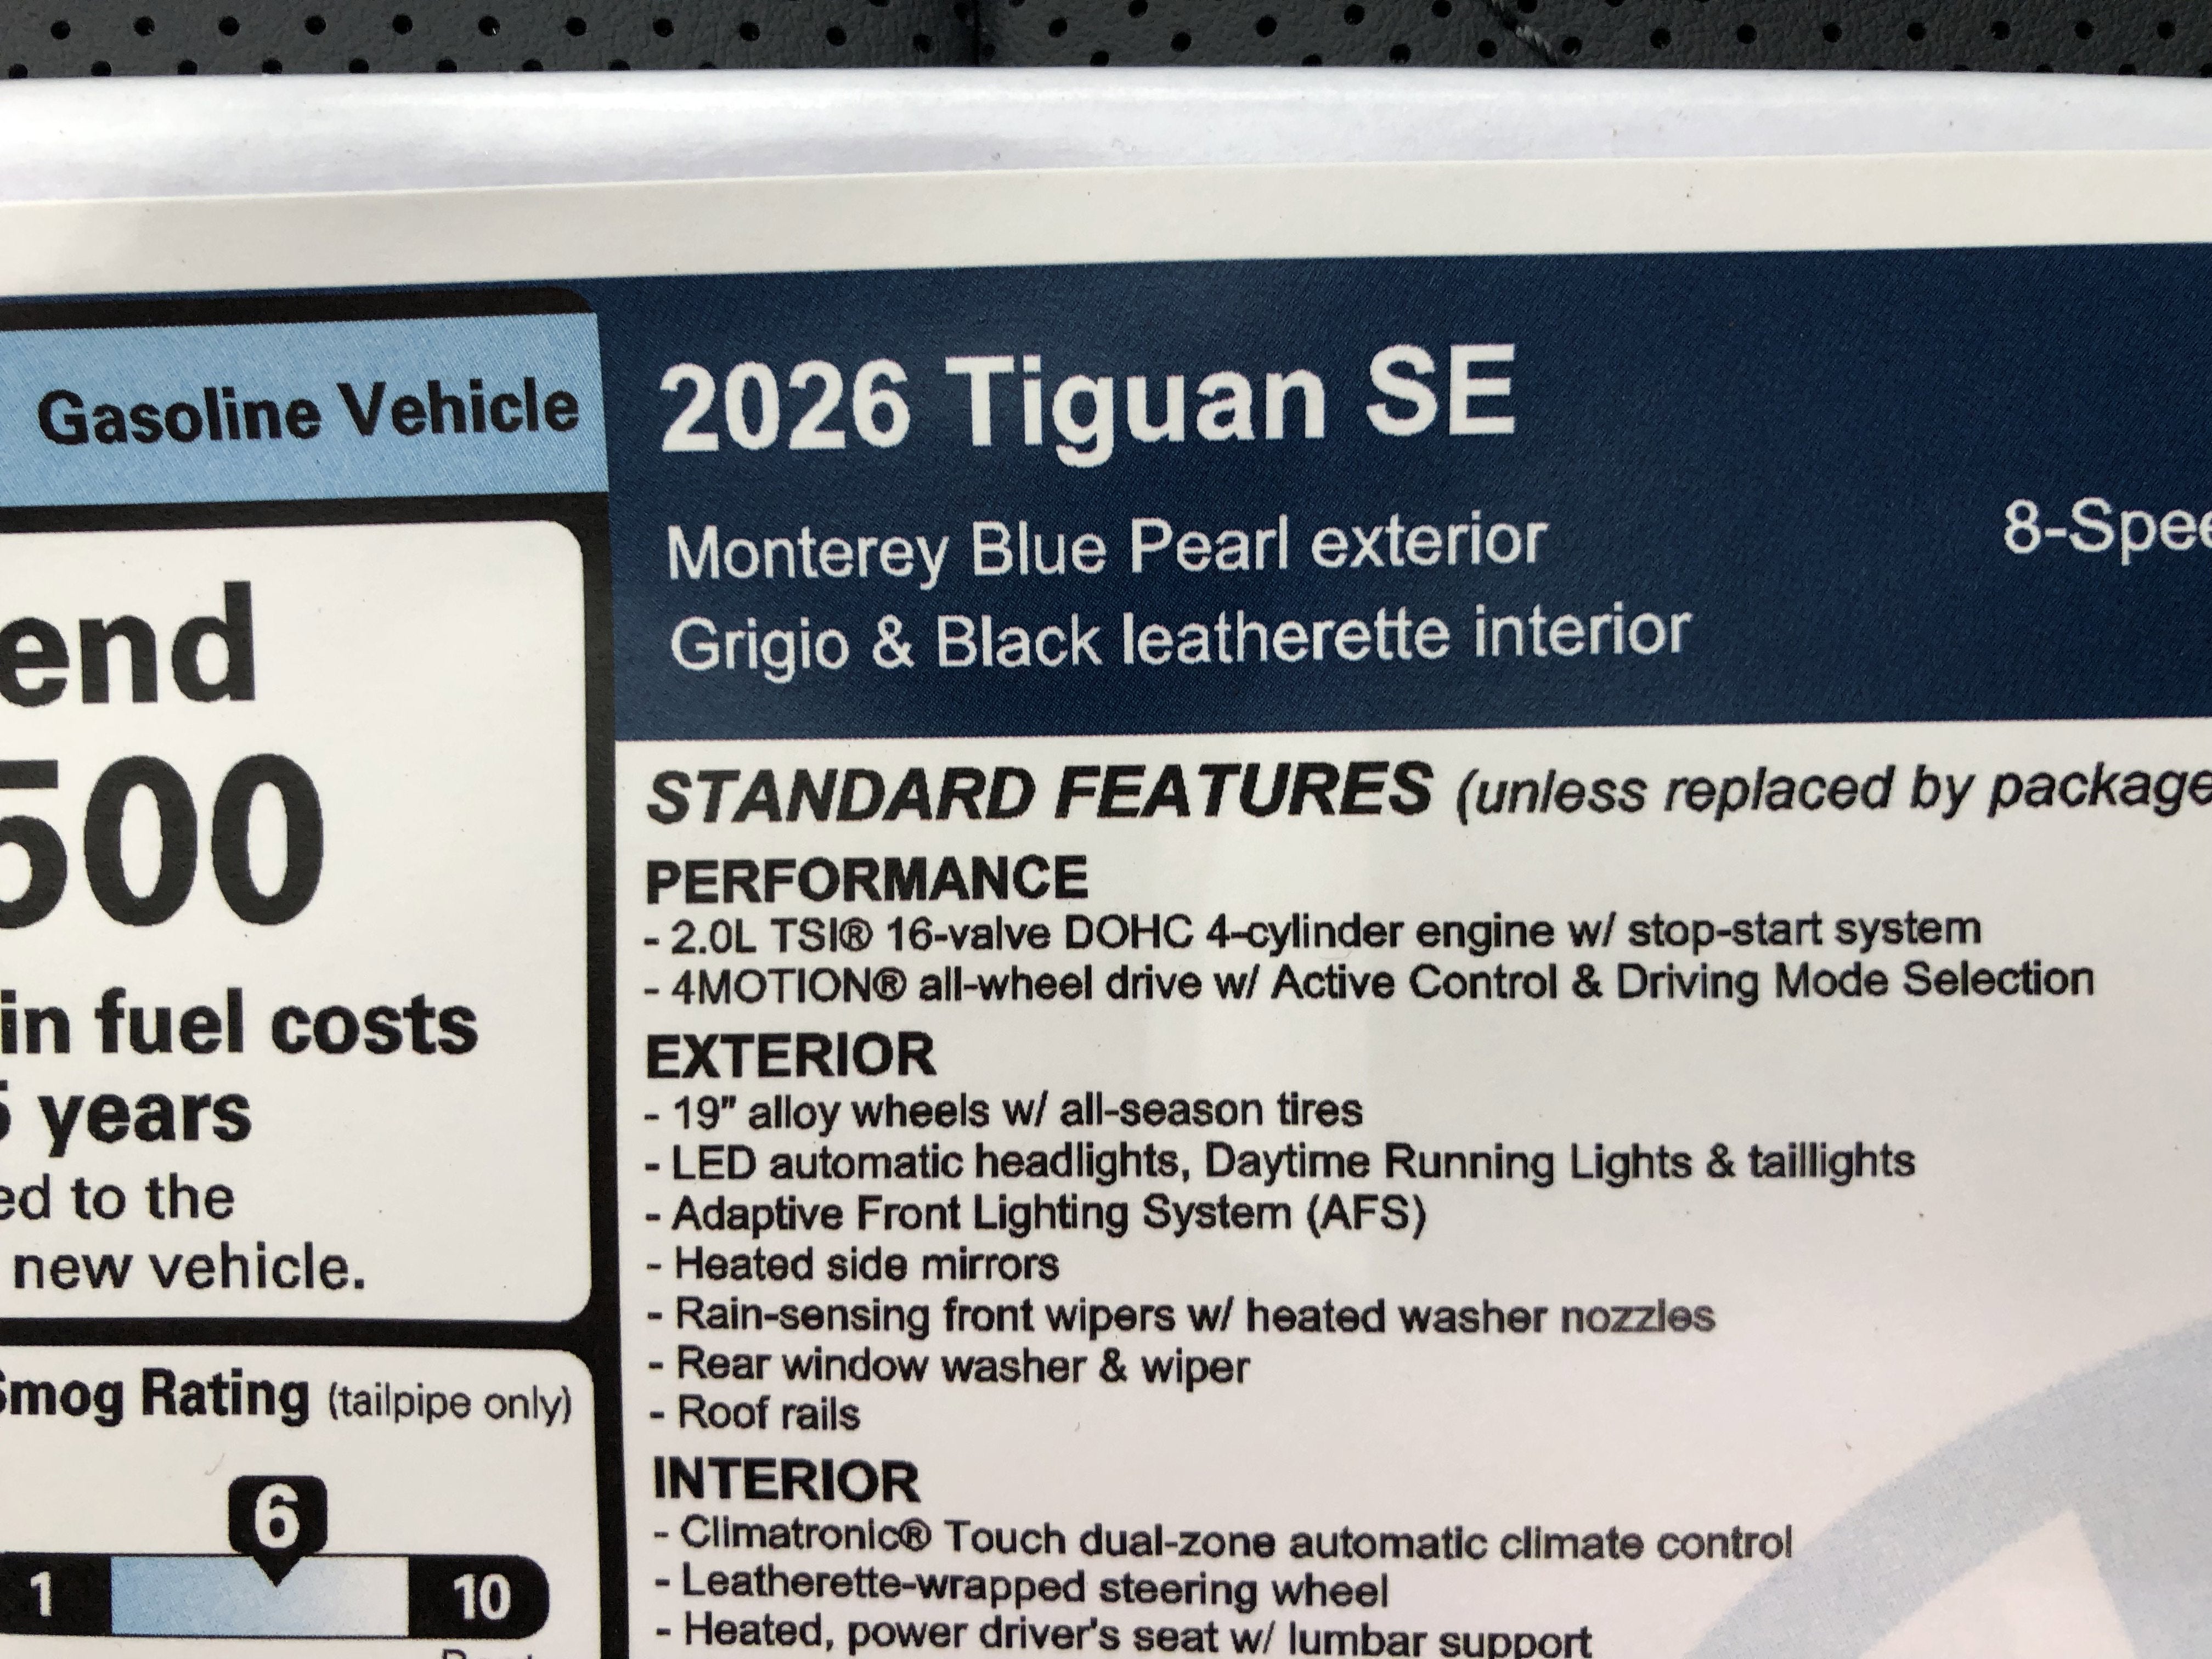 Gasoline Vehicle
end
500
in fuel costs
5 years
ed to the
new vehicle.
Smog Rating (tailpipe only)
6
1
10
2026 Tiguan SE
Monterey Blue Pearl exterior
8-Spee
Grigio & Black leatherette interior
STANDARD FEATURES (unless replaced by package
PERFORMANCE
- 2.0L TSI® 16-valve DOHC 4-cylinder engine w/ stop-start system
- 4MOTION® all-wheel drive w/ Active Control & Driving Mode Selection
EXTERIOR
- 19" alloy wheels w/ all-season tires
- LED automatic headlights, Daytime Running Lights & taillights
- Adaptive Front Lighting System (AFS)
- Heated side mirrors
- Rain-sensing front wipers w/ heated washer nozzles
- Rear window washer & wiper
- Roof rails
INTERIOR
- Climatronic® Touch dual-zone automatic climate control
- Leatherette-wrapped steering wheel
- Heated, power driver's seat w/ lumbar support